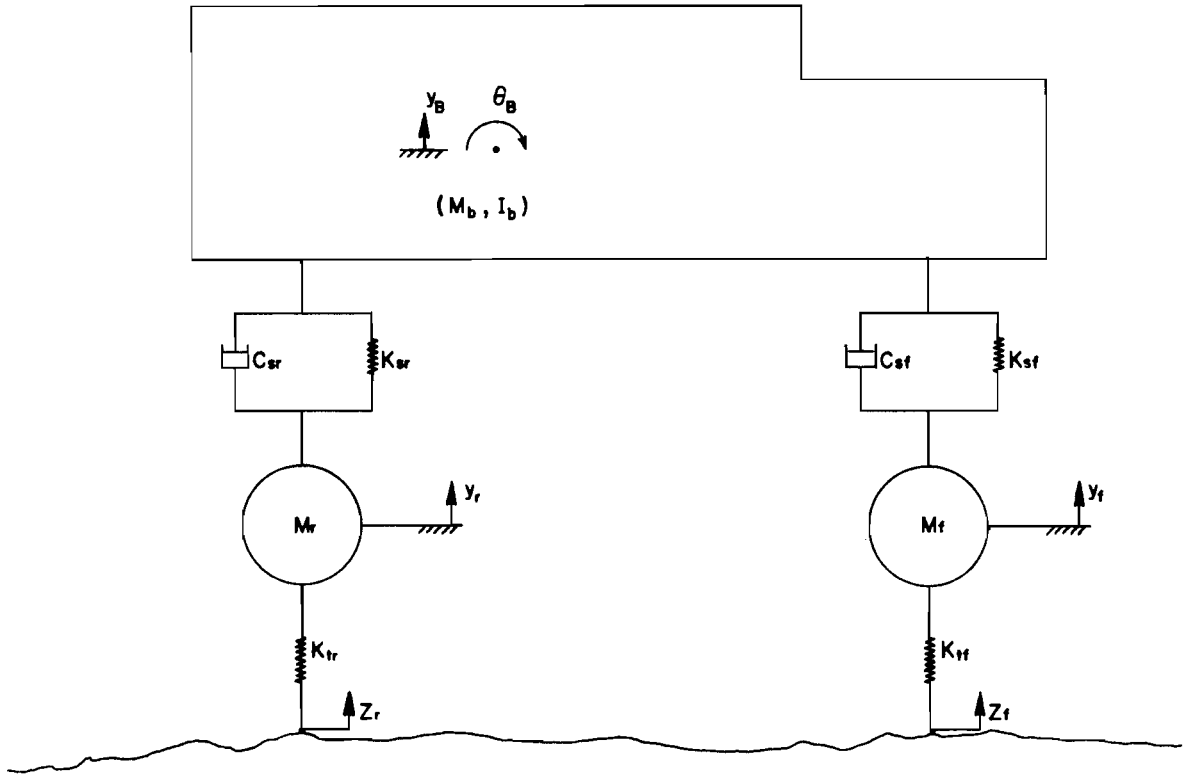 y_B θ_B
(M_b, I_b)
C_sr K_sr C_sf K_sf
M_r y_r M_f y_f
K_tr K_tf
Z_r Z_f